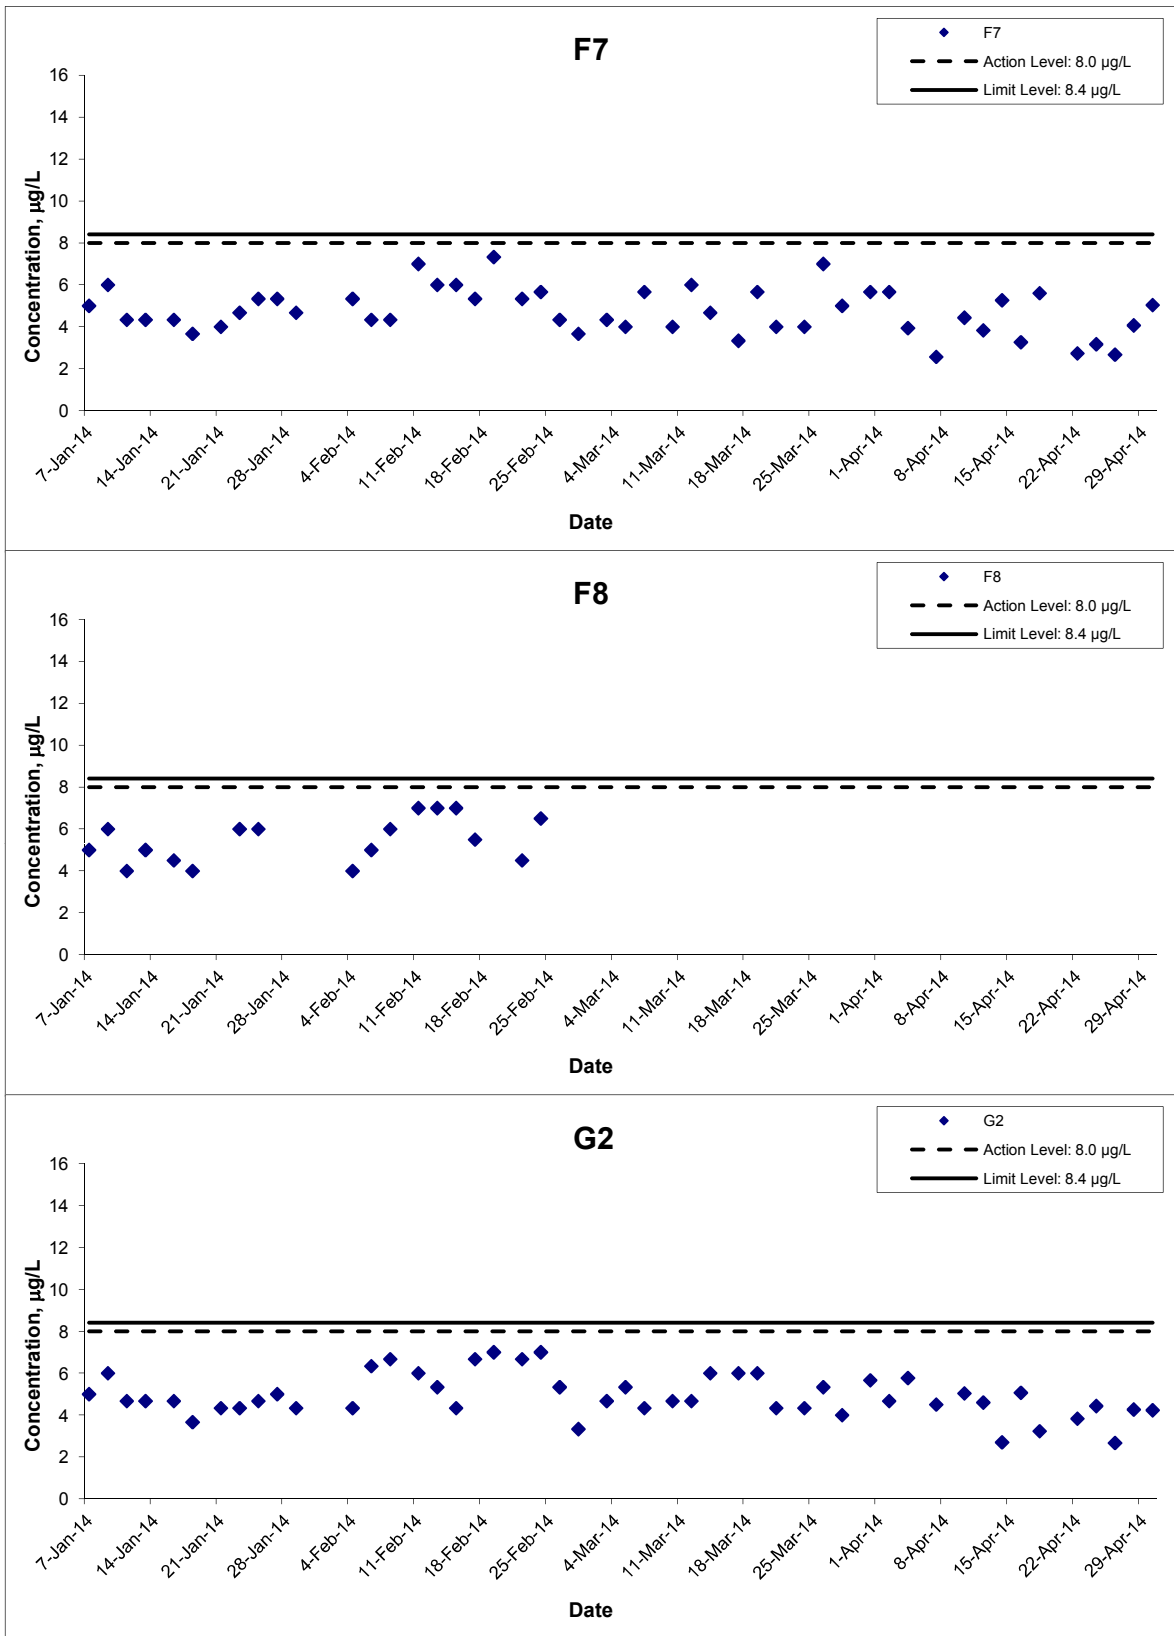 F7
F7
Action Level: 8.0 µg/L
Limit Level: 8.4 µg/L
Concentration, µg/L
16
14
12
10
8
6
4
2
0
7-Jan-14
14-Jan-14
21-Jan-14
28-Jan-14
4-Feb-14
11-Feb-14
18-Feb-14
25-Feb-14
4-Mar-14
11-Mar-14
18-Mar-14
25-Mar-14
1-Apr-14
8-Apr-14
15-Apr-14
22-Apr-14
29-Apr-14
Date
F8
F8
Action Level: 8.0 µg/L
Limit Level: 8.4 µg/L
Concentration, µg/L
16
14
12
10
8
6
4
2
0
7-Jan-14
14-Jan-14
21-Jan-14
28-Jan-14
4-Feb-14
11-Feb-14
18-Feb-14
25-Feb-14
4-Mar-14
11-Mar-14
18-Mar-14
25-Mar-14
1-Apr-14
8-Apr-14
15-Apr-14
22-Apr-14
29-Apr-14
Date
G2
G2
Action Level: 8.0 µg/L
Limit Level: 8.4 µg/L
Concentration, µg/L
16
14
12
10
8
6
4
2
0
7-Jan-14
14-Jan-14
21-Jan-14
28-Jan-14
4-Feb-14
11-Feb-14
18-Feb-14
25-Feb-14
4-Mar-14
11-Mar-14
18-Mar-14
25-Mar-14
1-Apr-14
8-Apr-14
15-Apr-14
22-Apr-14
29-Apr-14
Date